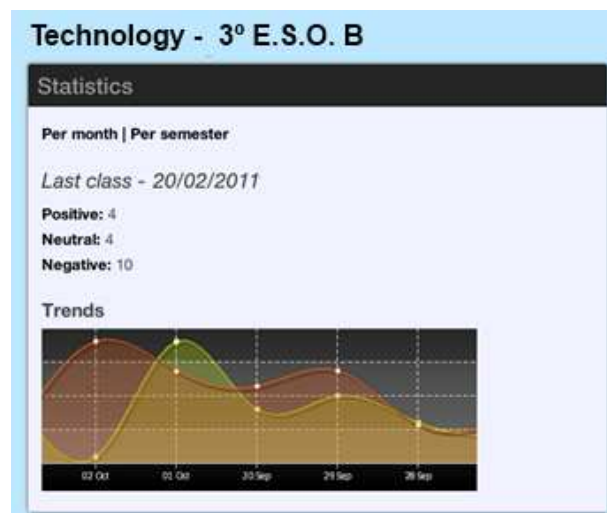 Technology - 3º E.S.O. B
Statistics
Per month | Per semester
Last class - 20/02/2011
Positive: 4
Neutral: 4
Negative: 10
Trends
02 Oct 01 Oct 30 Sep 29 Sep 28 Sep